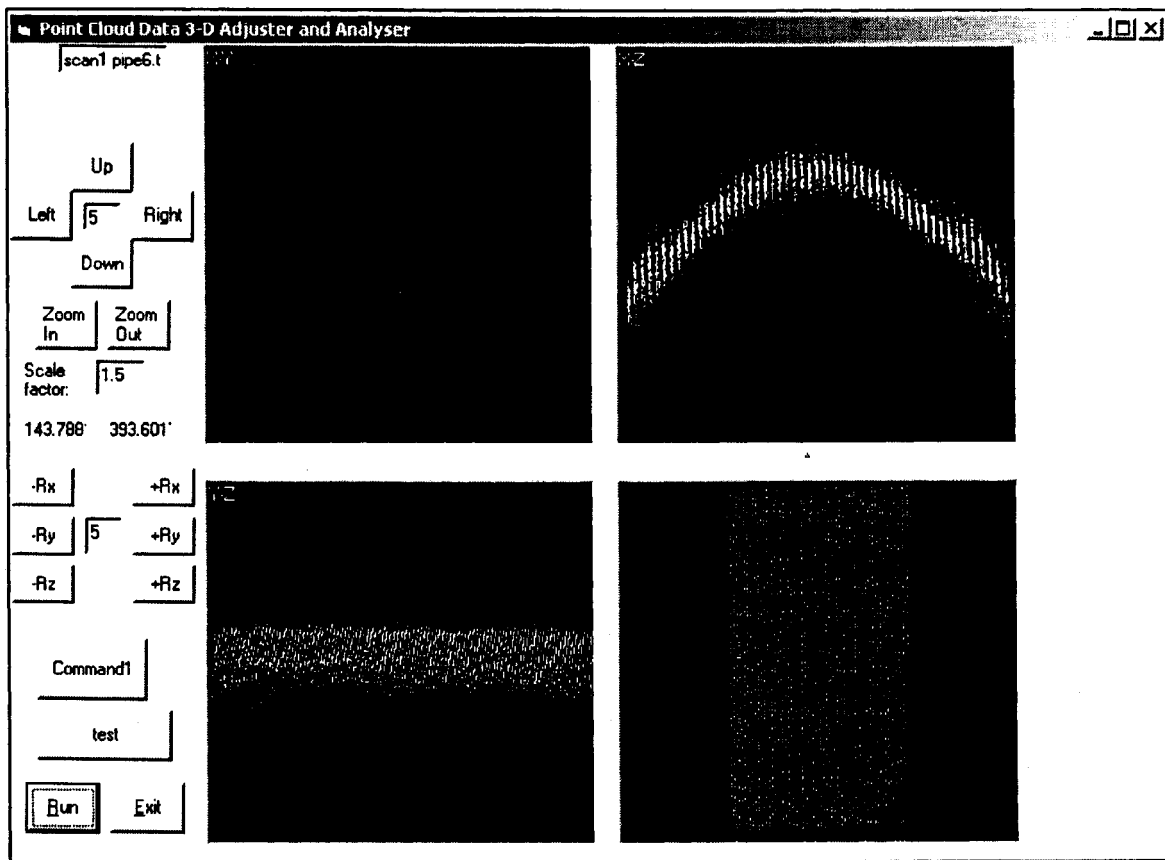 Point Cloud Data 3-D Adjuster and Analyser
scan1 pipe6.t
Up
Left 5 Right
Down
Zoom In
Zoom Out
Scale factor: 1.5
143.788° 393.601°
-Rx +Rx
-Ry 5 +Ry
-Rz +Rz
Command1
test
Run Exit